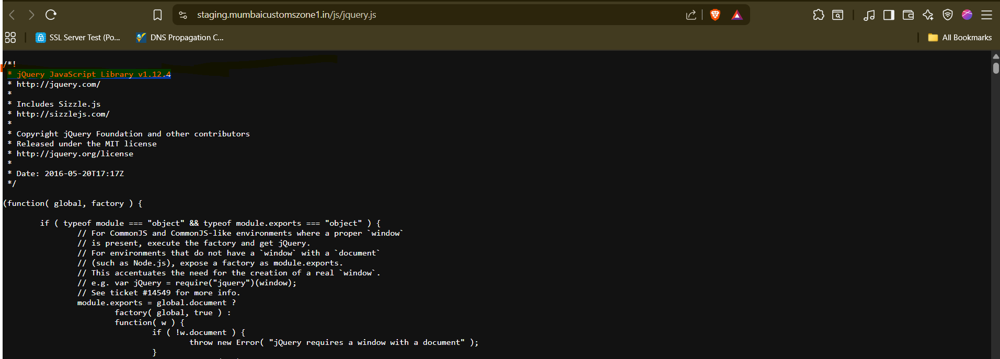 staging.mumbaicustomszone1.in/js/jquery.js
SSL Server Test (Po...
DNS Propagation C...
All Bookmarks
/*!
 * jQuery JavaScript Library v1.12.4
 * http://jquery.com/
 *
 * Includes Sizzle.js
 * http://sizzlejs.com/
 *
 * Copyright jQuery Foundation and other contributors
 * Released under the MIT license
 * http://jquery.org/license
 *
 * Date: 2016-05-20T17:17Z
 */
(function( global, factory ) {
	if ( typeof module === "object" && typeof module.exports === "object" ) {
		// For CommonJS and CommonJS-like environments where a proper `window`
		// is present, execute the factory and get jQuery.
		// For environments that do not have a `window` with a `document`
		// (such as Node.js), expose a factory as module.exports.
		// This accentuates the need for the creation of a real `window`.
		// e.g. var jQuery = require("jquery")(window);
		// See ticket #14549 for more info.
		module.exports = global.document ?
			factory( global, true ) :
			function( w ) {
				if ( !w.document ) {
					throw new Error( "jQuery requires a window with a document" );
				}